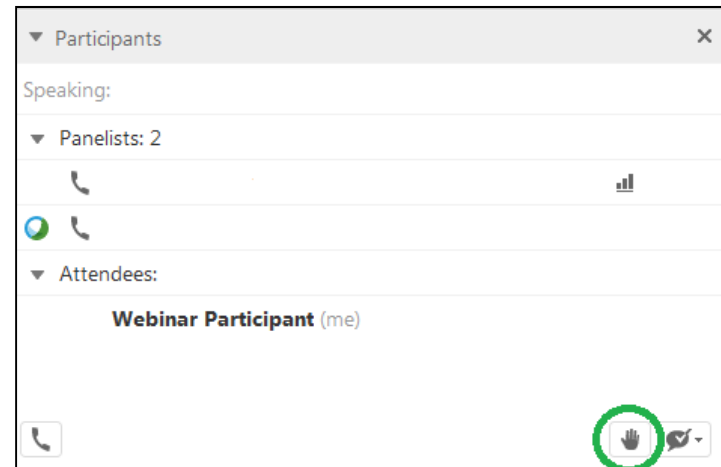 Participants
Speaking:
Panelists: 2
Attendees:
Webinar Participant (me)